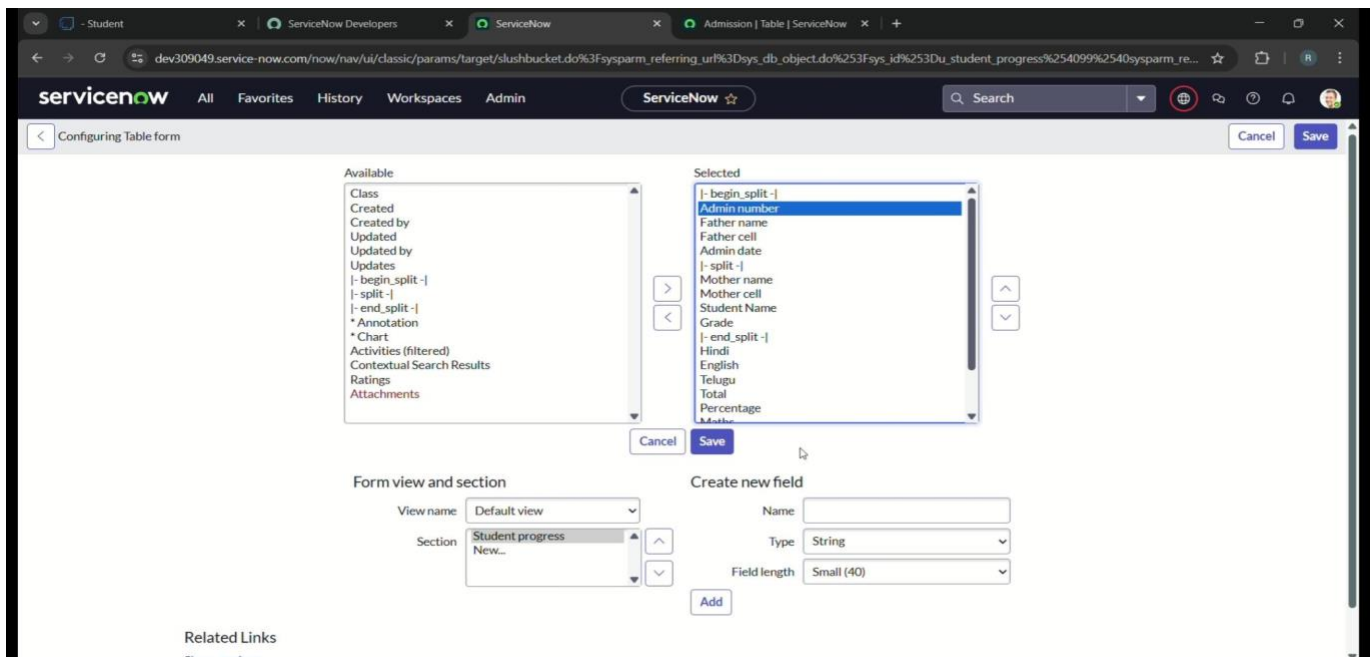 - Student
ServiceNow Developers
ServiceNow
Admission | Table | ServiceNow
dev309049.service-now.com/now/nav/ui/classic/params/target/slushbucket.do%3Fsysparm_referring_url%3Dsys_db_object.do%253Fsys_id%253Du_student_progress%254099%2540sysparm_re...
R
servicenow All Favorites History Workspaces Admin ServiceNow Search
Configuring Table form Cancel Save
Available
Class
Created
Created by
Updated
Updated by
Updates
|- begin_split -|
|- split -|
|- end_split -|
* Annotation
* Chart
Activities (filtered)
Contextual Search Results
Ratings
Attachments
Selected
|- begin_split -|
Admin number
Father name
Father cell
Admin date
|- split -|
Mother name
Mother cell
Student Name
Grade
|- end_split -|
Hindi
English
Telugu
Total
Percentage
Maths
Cancel Save
Form view and section
View name Default view
Section Student progress
New...
Create new field
Name
Type String
Field length Small (40)
Add
Related Links